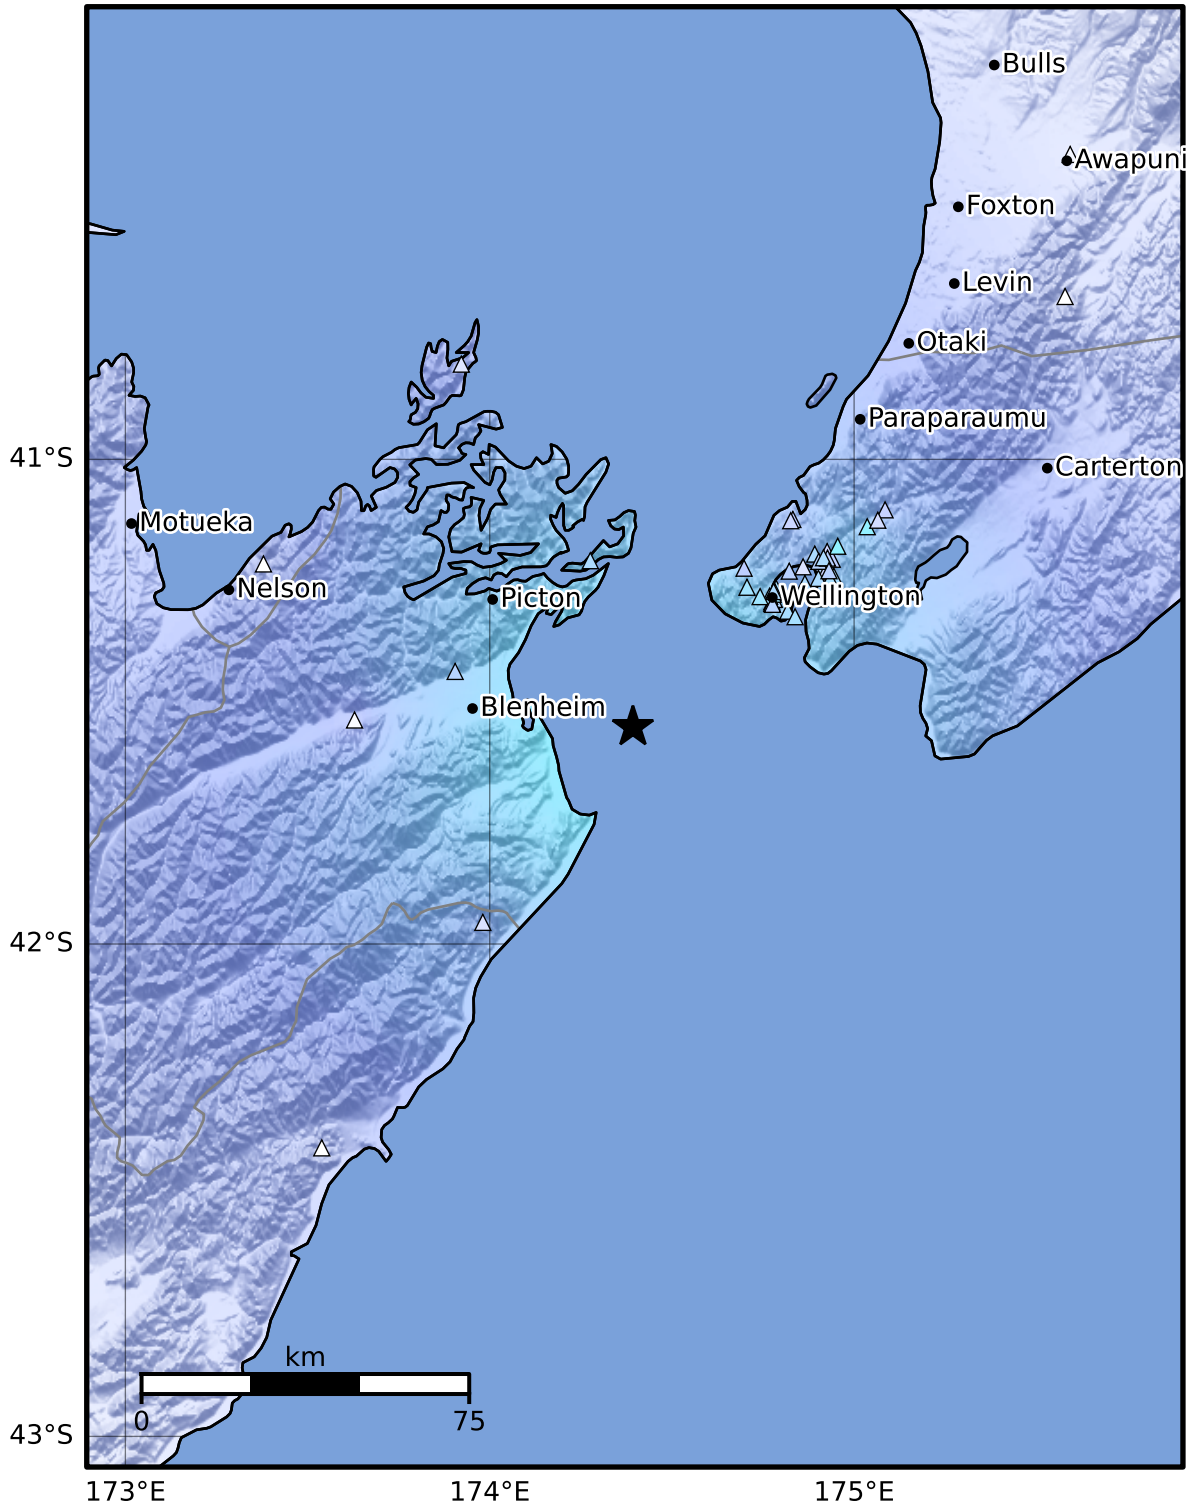 Bulls
Awapuni
Foxton
Levin
Otaki
Paraparaumu
41°S
Carterton
Motueka
Nelson
Picton
Wellington
Blenheim
42°S
km
0
75
43°S
173°E
174°E
175°E